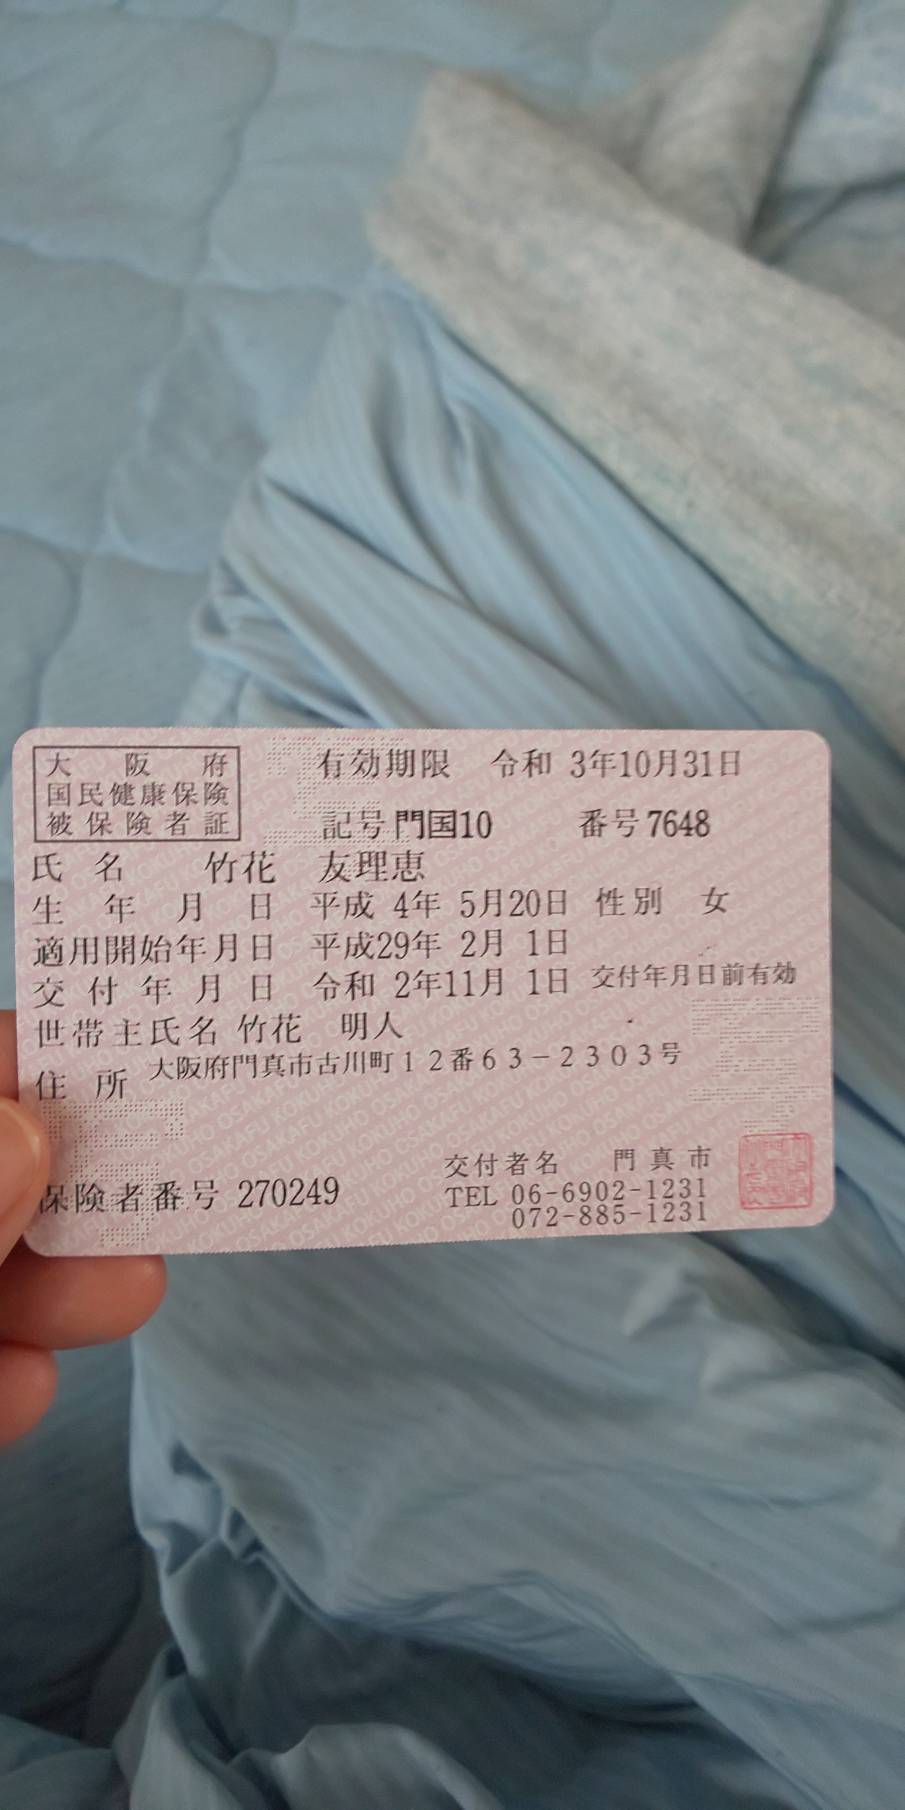 大阪府
国民健康保険
被保険者証
有効期限 令和 3年10月31日
記号 門国10 番号 7648
氏名 竹花 友理恵
生年月日 平成 4年 5月20日 性別 女
適用開始年月日 平成29年 2月 1日
交付年月日 令和 2年11月 1日 交付年月日前有効
世帯主氏名 竹花 明人
住所 大阪府門真市古川町12番63-2303号
保険者番号 270249
交付者名 門真市
TEL 06-6902-1231
072-885-1231